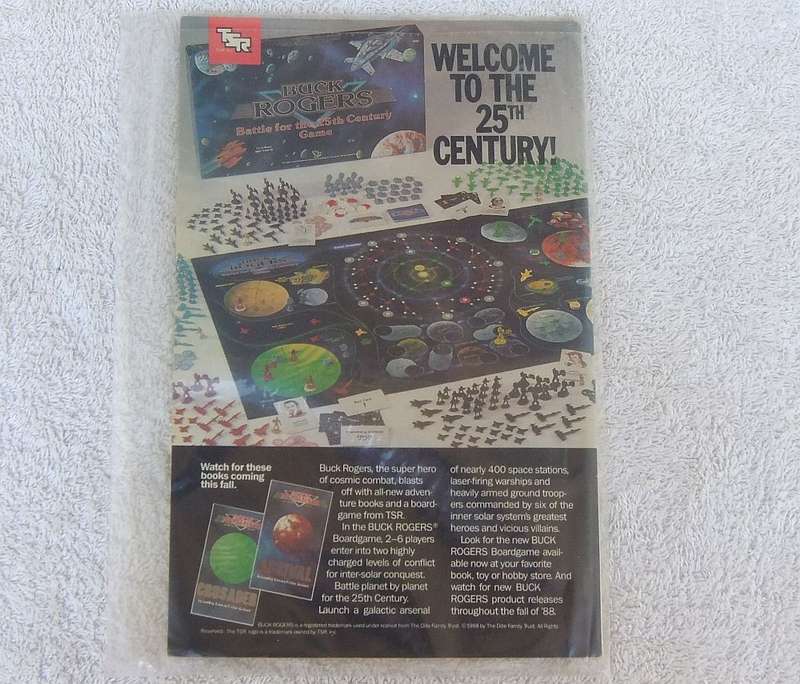 TSR
BUCK
ROGERS
Battle for the 25th Century
Game
WELCOME
TO THE
25TH
CENTURY!
Watch for these
books coming
this fall.
ARRIVAL
CRUSADER
Buck Rogers, the super hero
of cosmic combat, blasts
off with all-new adven-
ture books and a board-
game from TSR.
In the BUCK ROGERS®
Boardgame, 2–6 players
enter into two highly
charged levels of conflict
for inter-solar conquest.
Battle planet by planet
for the 25th Century.
Launch a galactic arsenal
of nearly 400 space stations,
laser-firing warships and
heavily armed ground troop-
ers commanded by six of the
inner solar system's greatest
heroes and vicious villains.
Look for the new BUCK
ROGERS Boardgame avail-
able now at your favorite
book, toy or hobby store. And
watch for new BUCK
ROGERS product releases
throughout the fall of '88.
BUCK ROGERS is a registered trademark used under license from The Dille Family Trust. © 1988 by The Dille Family Trust. All Rights
Reserved. The TSR logo is a trademark owned by TSR, Inc.